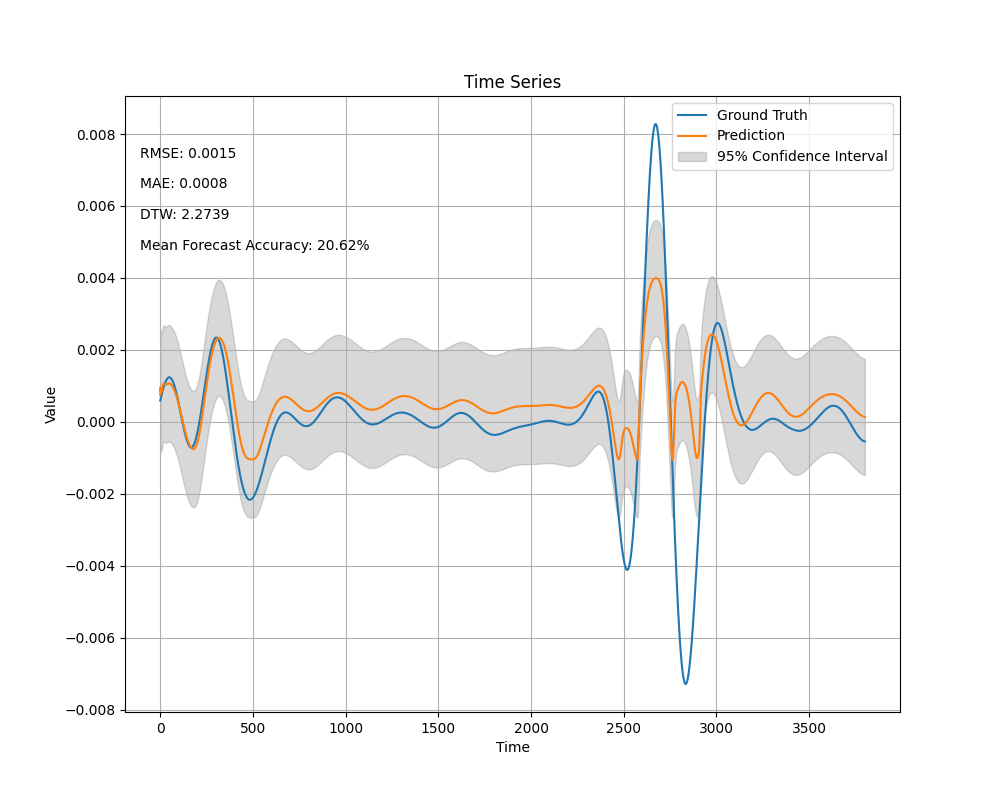 Time Series
Ground Truth
Prediction
95% Confidence Interval
RMSE: 0.0015
MAE: 0.0008
DTW: 2.2739
Mean Forecast Accuracy: 20.62%
Value
0.008
0.006
0.004
0.002
0.000
−0.002
−0.004
−0.006
−0.008
0 500 1000 1500 2000 2500 3000 3500
Time